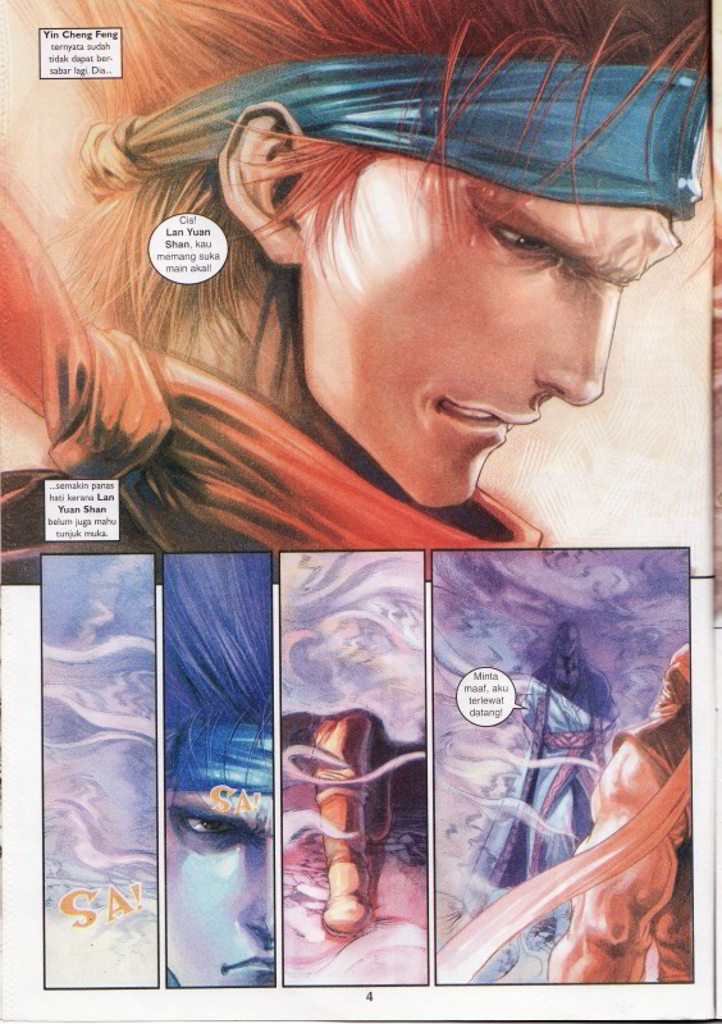 Yin Cheng Feng
ternyata sudah
tidak dapat ber-
sabar lagi. Dia...
Cis!
Lan Yuan
Shan, kau
memang suka
main akal!
...semakin panas
hati kerana Lan
Yuan Shan
belum juga mahu
tunjuk muka.
SA!
SA!
Minta
maaf, aku
terlewat
datang!
4